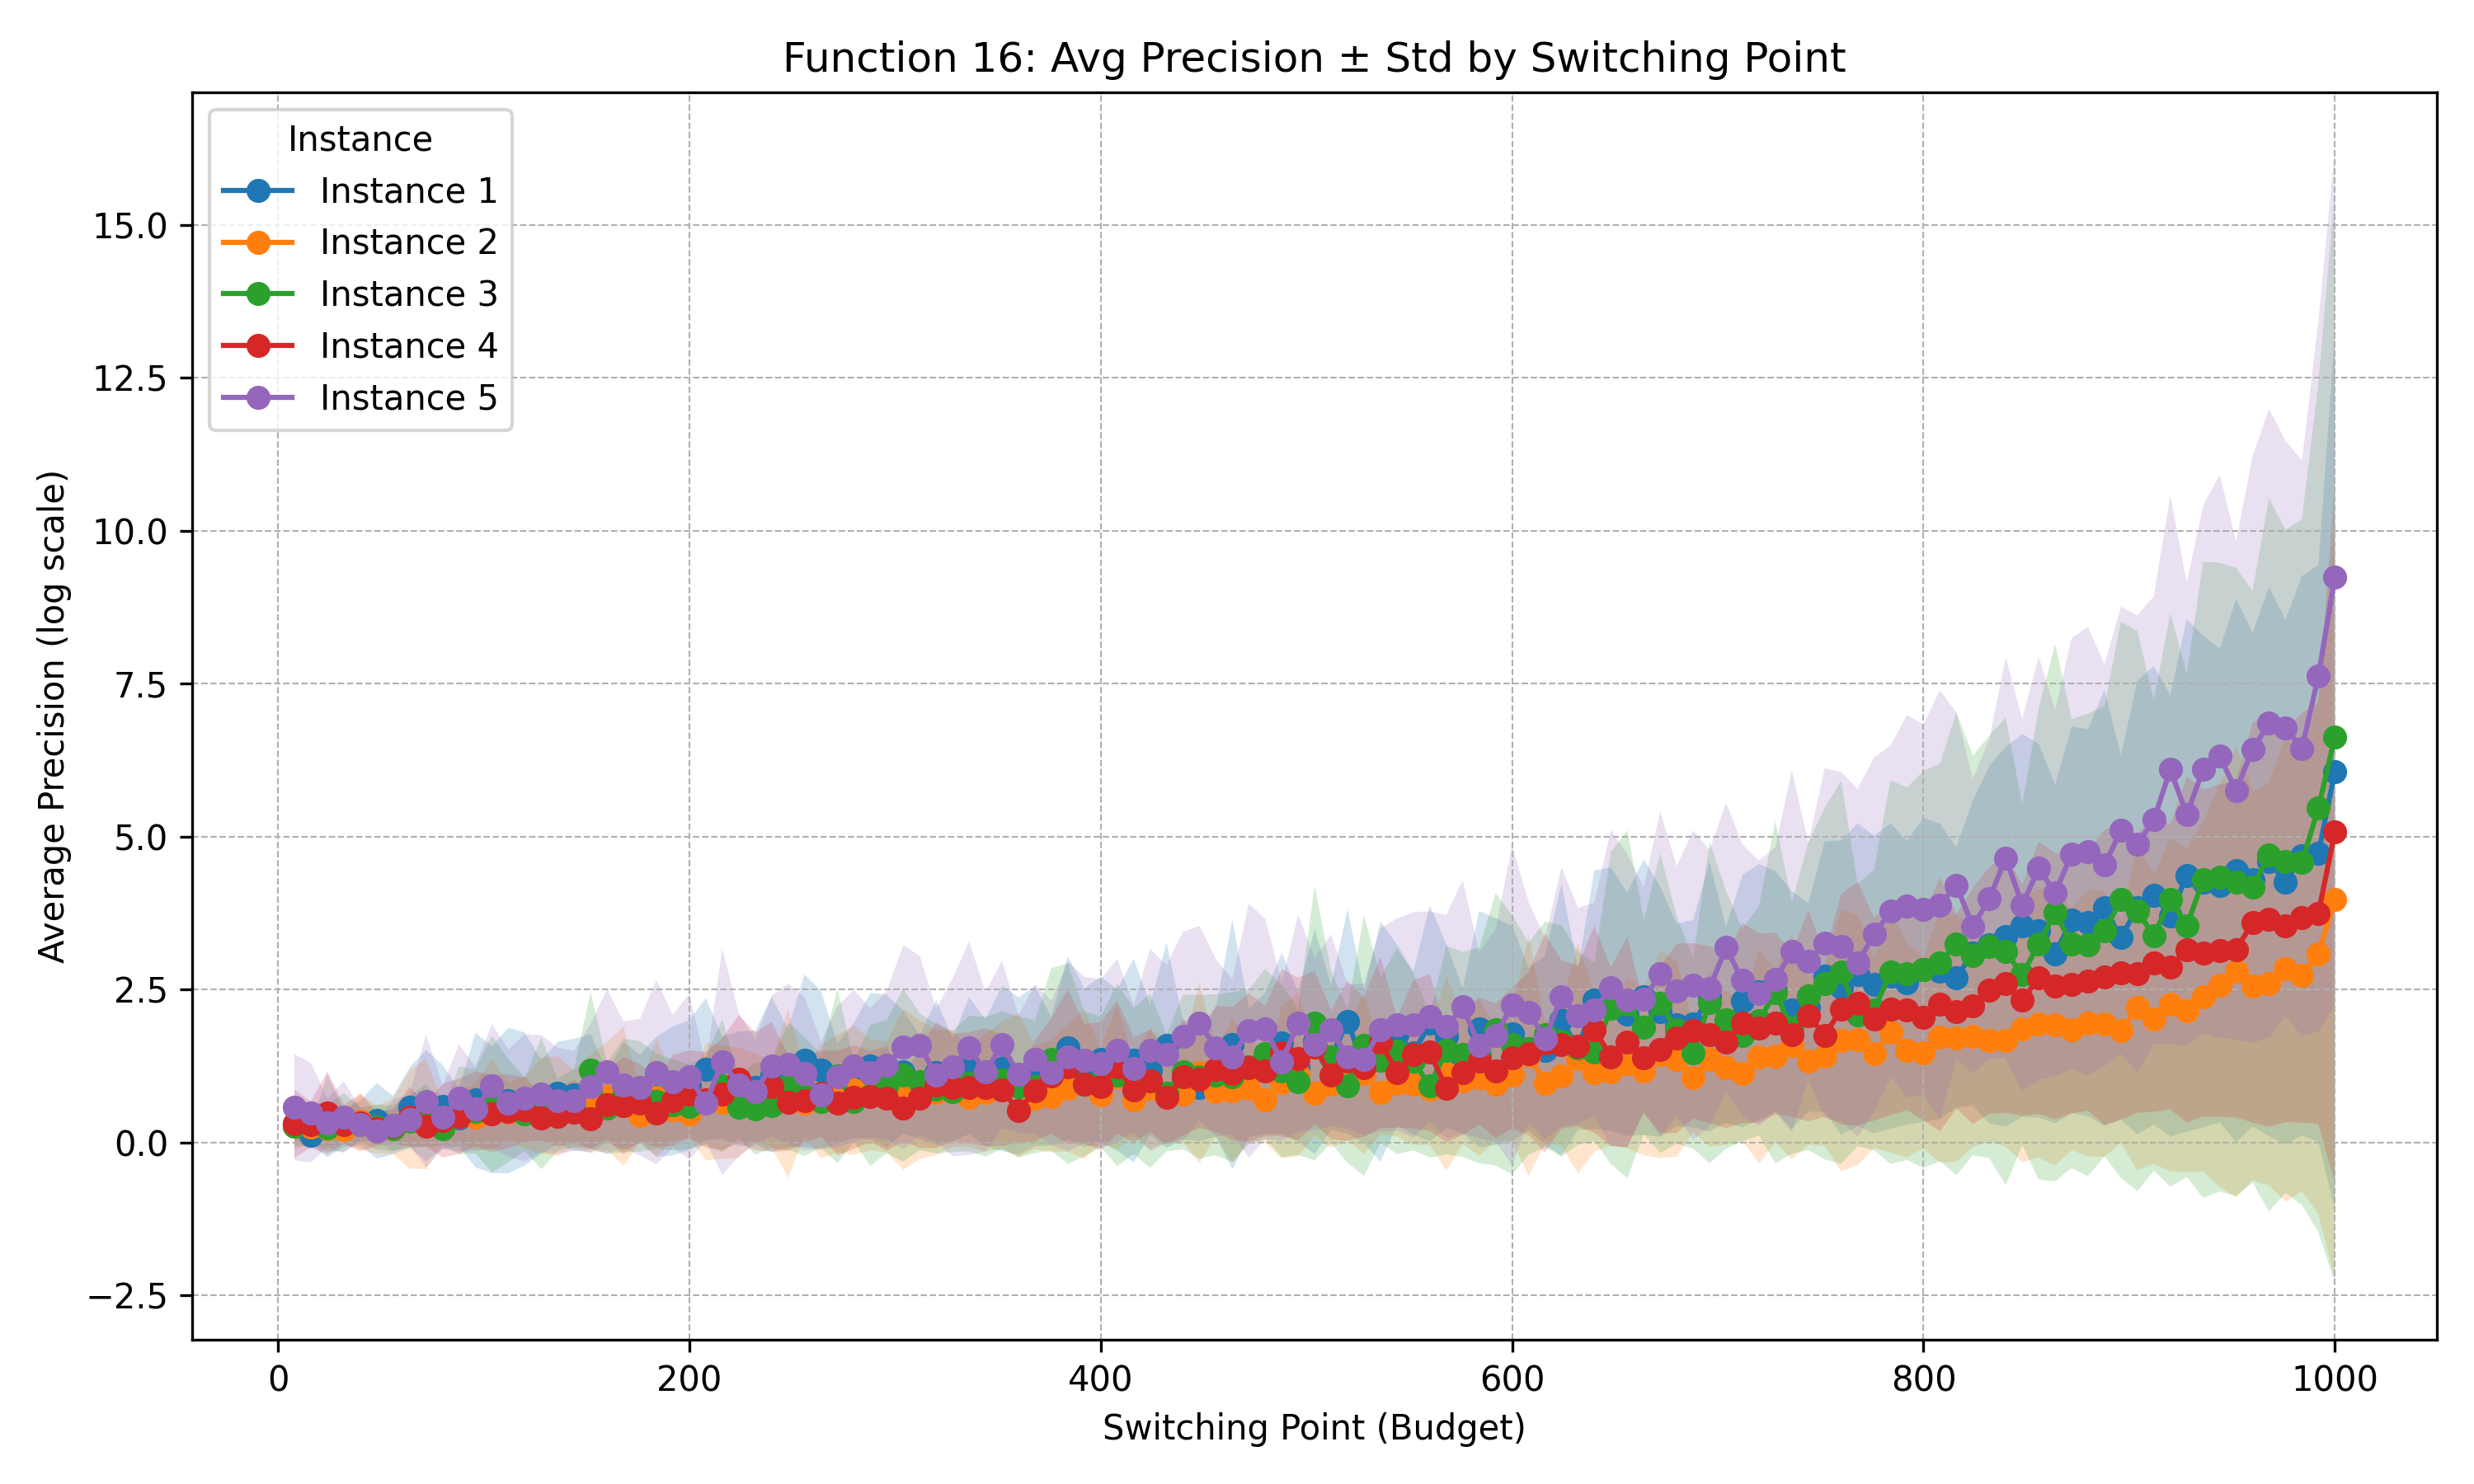 Function 16: Avg Precision ± Std by Switching Point
Instance
Instance 1
Instance 2
Instance 3
Instance 4
Instance 5
Average Precision (log scale)
15.0
12.5
10.0
7.5
5.0
2.5
0.0
−2.5
0 200 400 600 800 1000
Switching Point (Budget)